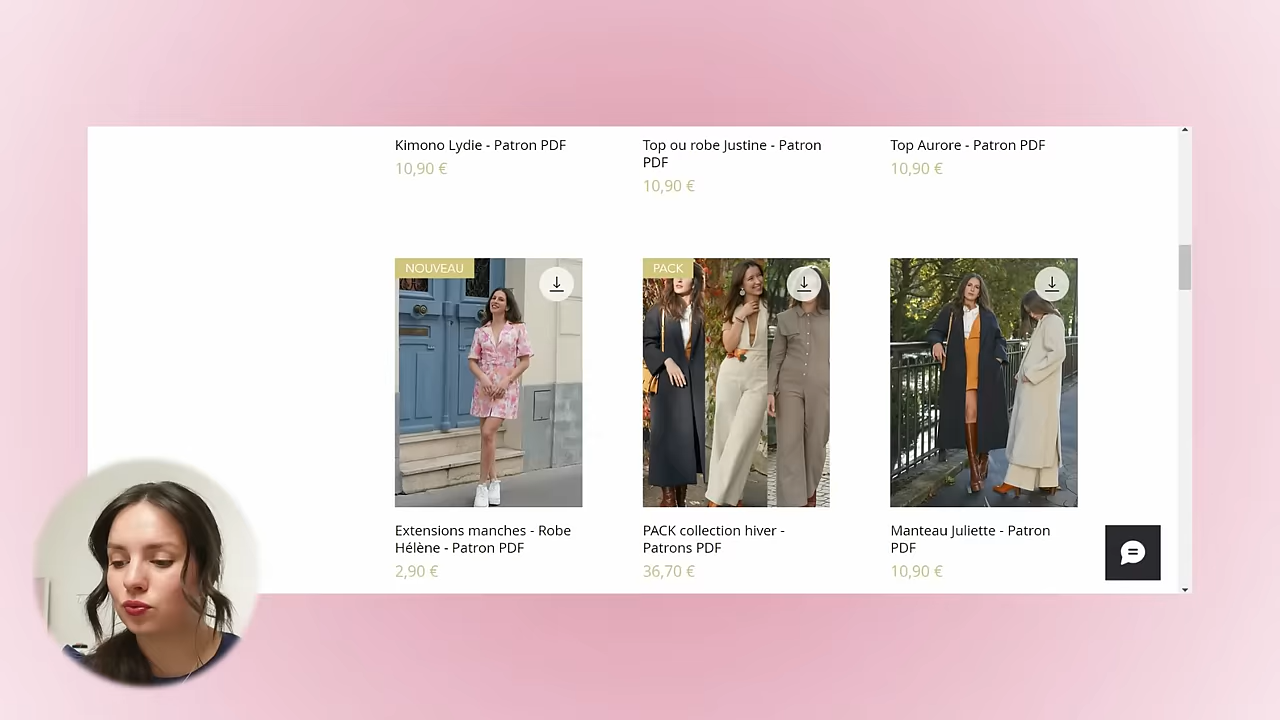 Kimono Lydie - Patron PDF
10,90 €
Top ou robe Justine - Patron
PDF
10,90 €
Top Aurore - Patron PDF
10,90 €
NOUVEAU
Extensions manches - Robe
Hélène - Patron PDF
2,90 €
PACK
PACK collection hiver -
Patrons PDF
36,70 €
Manteau Juliette - Patron
PDF
10,90 €